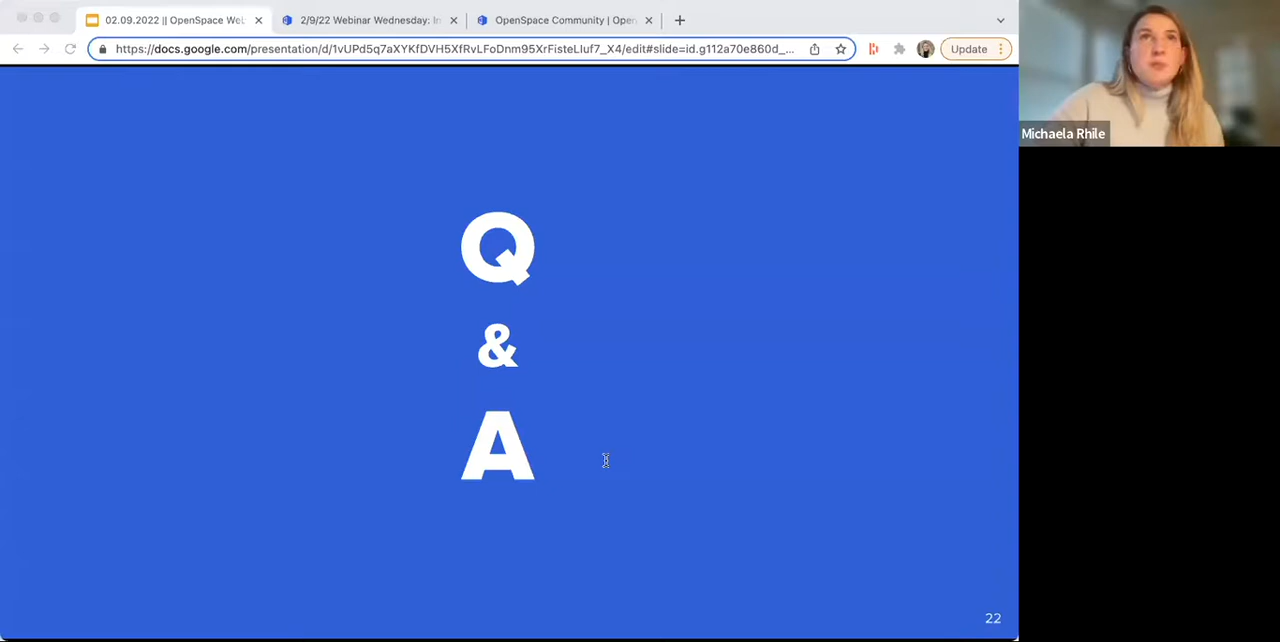 02.09.2022 || OpenSpace Web
2/9/22 Webinar Wednesday: In
OpenSpace Community | Open
https://docs.google.com/presentation/d/1vUPd5q7aXYKfDVH5XfRvLFoDnm95XrFisteLIuf7_X4/edit#slide=id.g112a70e860d_...
Update
Michaela Rhile
Q
&
A
22